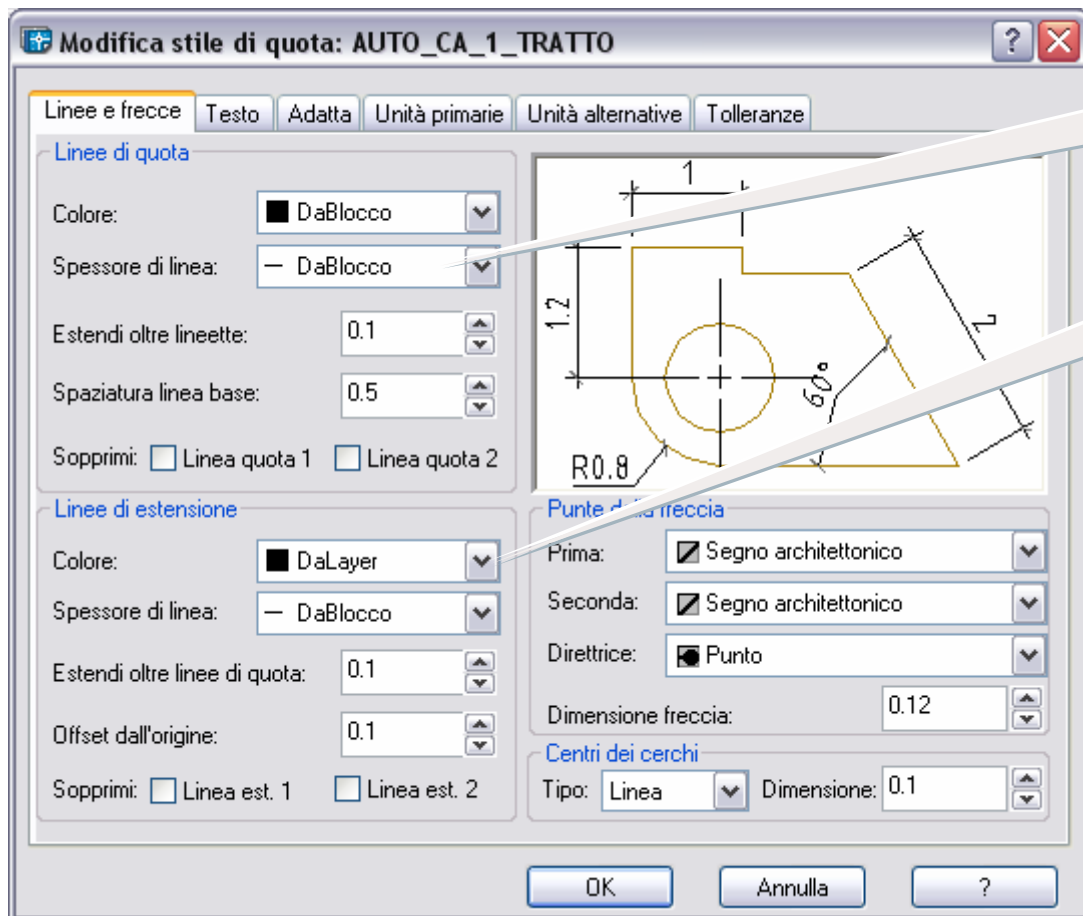 Modifica stile di quota: AUTO_CA_1_TRATTO
Linee e frecce
Testo
Adatta
Unità primarie
Unità alternative
Tolleranze
Linee di quota
Colore:
DaBlocco
Spessore di linea:
DaBlocco
Estendi oltre lineette:
0.1
Spaziatura linea base:
0.5
Sopprimi:
Linea quota 1
Linea quota 2
1
1.2
2
60°
R0.8
Linee di estensione
Colore:
DaLayer
Spessore di linea:
DaBlocco
Estendi oltre linee di quota:
0.1
Offset dall'origine:
0.1
Sopprimi:
Linea est. 1
Linea est. 2
Punte della freccia
Prima:
Segno architettonico
Seconda:
Segno architettonico
Direttrice:
Punto
Dimensione freccia:
0.12
Centri dei cerchi
Tipo:
Linea
Dimensione:
0.1
OK
Annulla
?